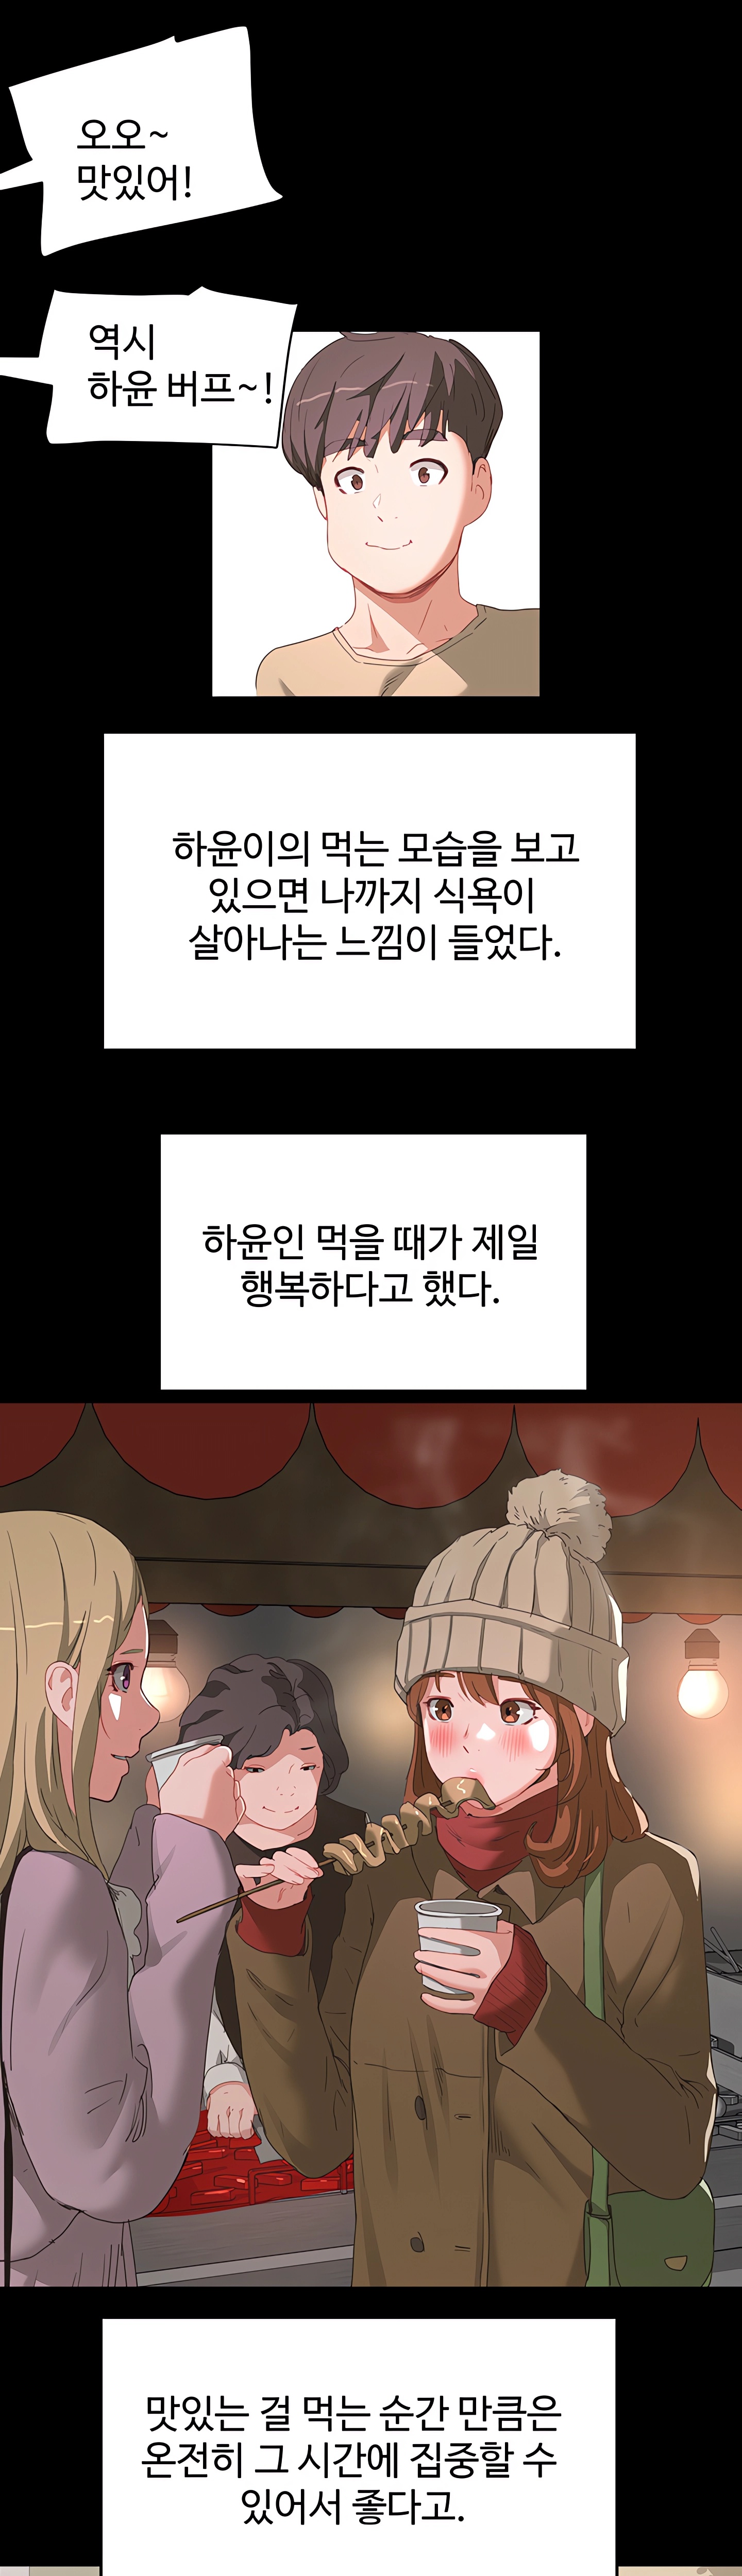 오오~
맛있어!
역시
하윤 버프~!
하윤이의 먹는 모습을 보고
있으면 나까지 식욕이
살아나는 느낌이 들었다.
하윤인 먹을 때가 제일
행복하다고 했다.
맛있는 걸 먹는 순간 만큼은
온전히 그 시간에 집중할 수
있어서 좋다고.